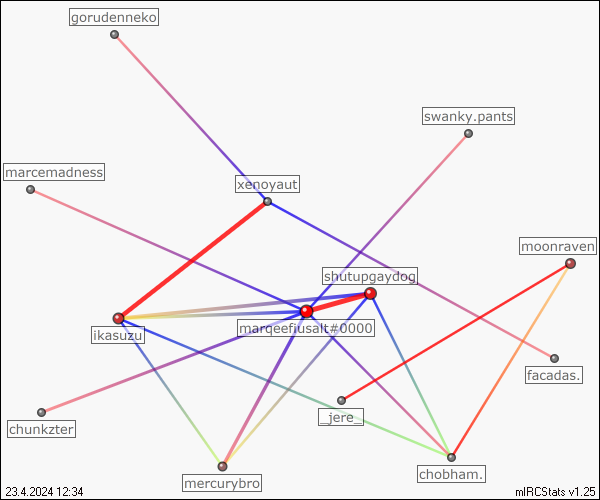 gorudenneko
swanky.pants
marcemadness
xenoyaut
moonraven
shutupgaydog
marqeefiusalt#0000
ikasuzu
facadas.
_jere_
chunkzter
chobham.
mercurybro
23.4.2024 12:34
mIRCStats v1.25